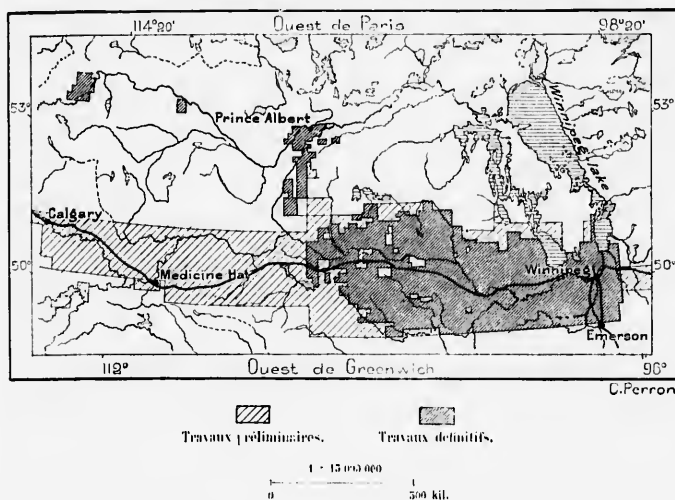 114°20' Ouest de Paris 98°20'
53° 53°
Prince Albert
Winnipeg lake
Calgary
50° Medicine Hat Winnipeg 50°
Emerson
112° Ouest de Greenwich 96°
C. Perron
Travaux préliminaires. Travaux définitifs.
0 500 kil.